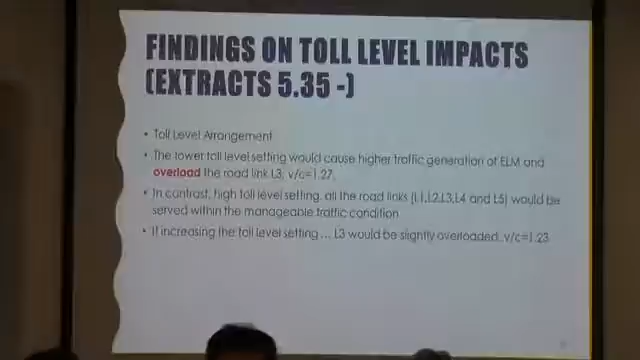 FINDINGS ON TOLL LEVEL IMPACTS
(EXTRACTS 5.35 -)
• Toll Level Arrangement
• The lower toll level setting would cause higher traffic generation of ELM and
overload the road link L3, v/c=1.27.
• In contrast, high toll level setting, all the road links (L1,L2,L3,L4 and L5) would be
served within the manageable traffic condition
• If increasing the toll level setting … L3 would be slightly overloaded, v/c=1.23